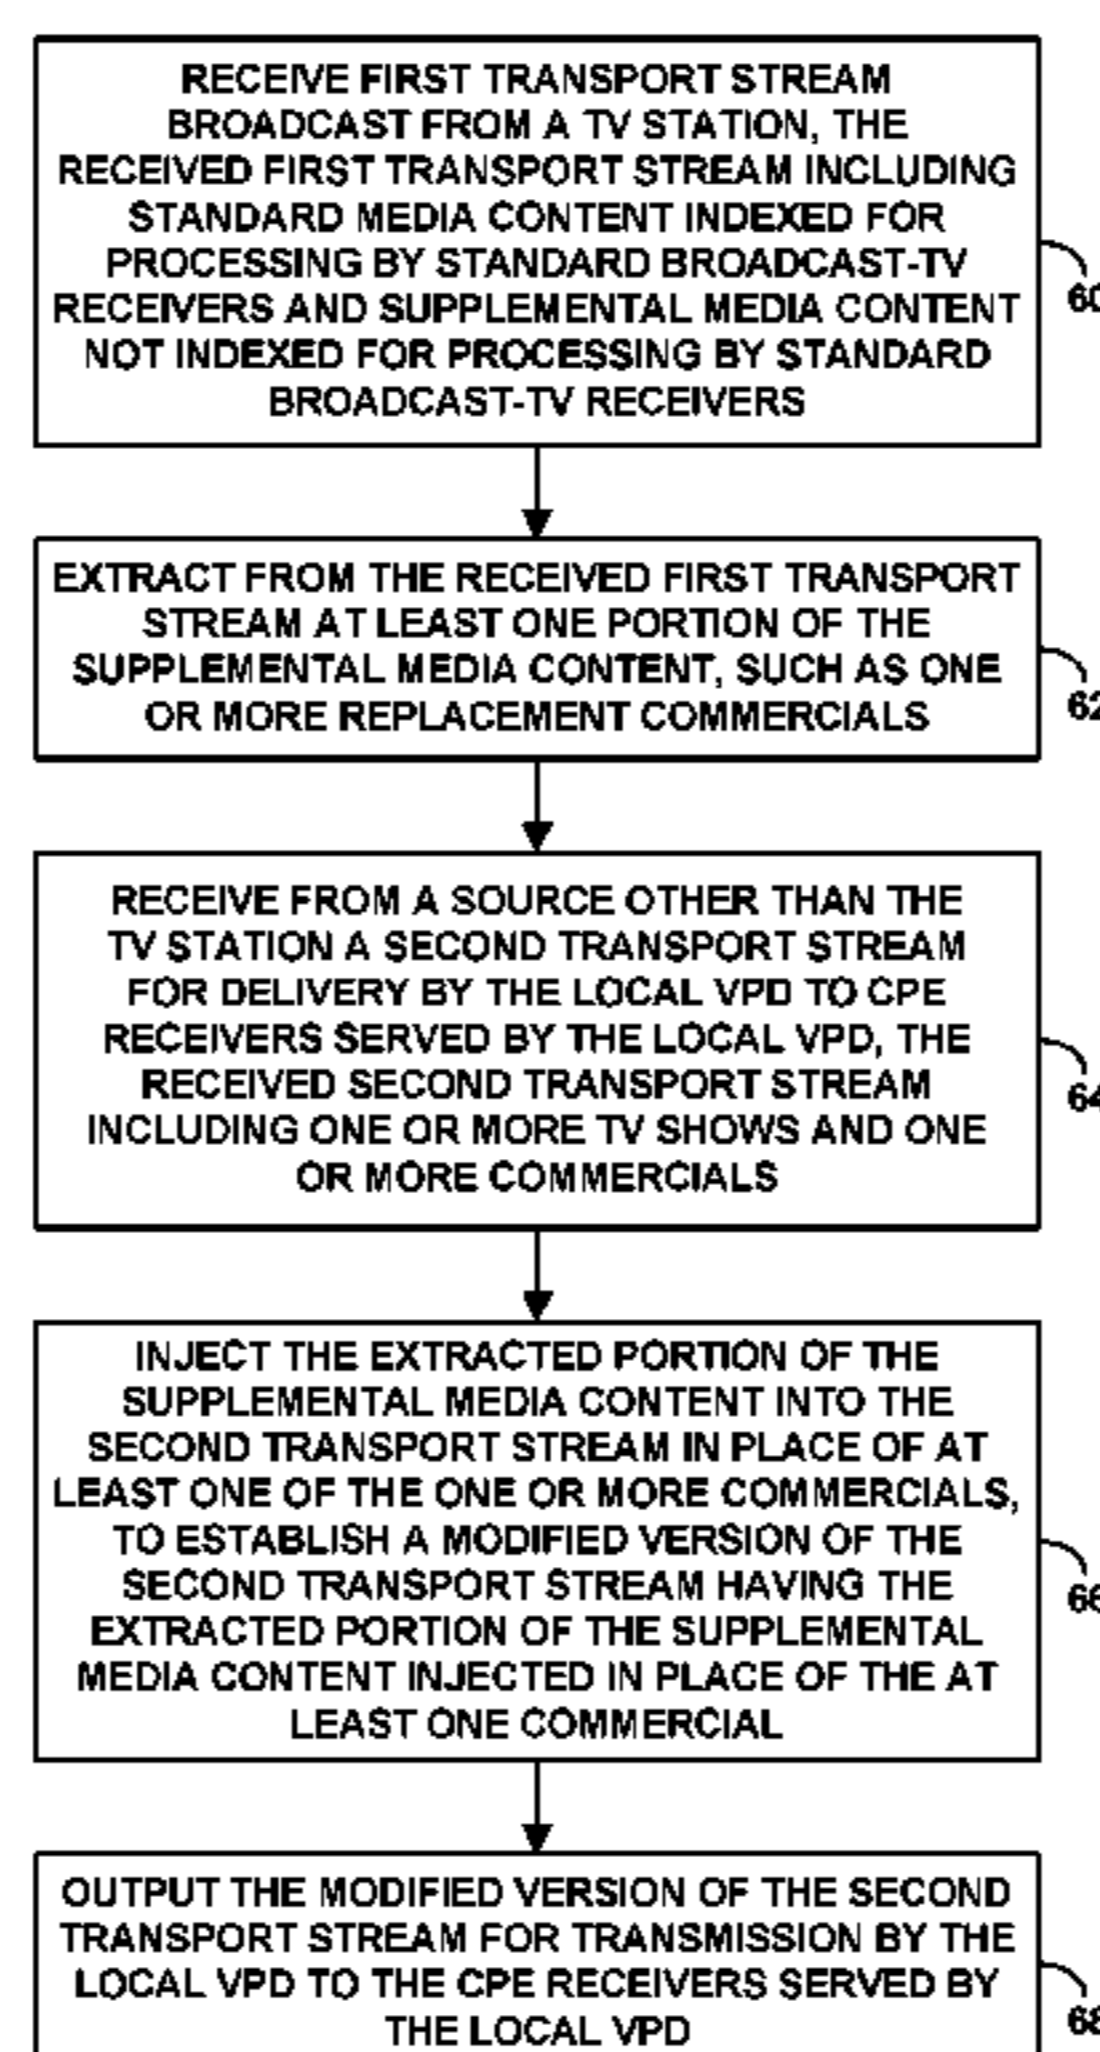 RECEIVE FIRST TRANSPORT STREAM
BROADCAST FROM A TV STATION, THE
RECEIVED FIRST TRANSPORT STREAM INCLUDING
STANDARD MEDIA CONTENT INDEXED FOR
PROCESSING BY STANDARD BROADCAST-TV
RECEIVERS AND SUPPLEMENTAL MEDIA CONTENT
NOT INDEXED FOR PROCESSING BY STANDARD
BROADCAST-TV RECEIVERS
60
EXTRACT FROM THE RECEIVED FIRST TRANSPORT
STREAM AT LEAST ONE PORTION OF THE
SUPPLEMENTAL MEDIA CONTENT, SUCH AS ONE
OR MORE REPLACEMENT COMMERCIALS
62
RECEIVE FROM A SOURCE OTHER THAN THE
TV STATION A SECOND TRANSPORT STREAM
FOR DELIVERY BY THE LOCAL VPD TO CPE
RECEIVERS SERVED BY THE LOCAL VPD, THE
RECEIVED SECOND TRANSPORT STREAM
INCLUDING ONE OR MORE TV SHOWS AND ONE
OR MORE COMMERCIALS
64
INJECT THE EXTRACTED PORTION OF THE
SUPPLEMENTAL MEDIA CONTENT INTO THE
SECOND TRANSPORT STREAM IN PLACE OF AT
LEAST ONE OF THE ONE OR MORE COMMERCIALS,
TO ESTABLISH A MODIFIED VERSION OF THE
SECOND TRANSPORT STREAM HAVING THE
EXTRACTED PORTION OF THE SUPPLEMENTAL
MEDIA CONTENT INJECTED IN PLACE OF THE AT
LEAST ONE COMMERCIAL
66
OUTPUT THE MODIFIED VERSION OF THE SECOND
TRANSPORT STREAM FOR TRANSMISSION BY THE
LOCAL VPD TO THE CPE RECEIVERS SERVED BY
THE LOCAL VPD
68